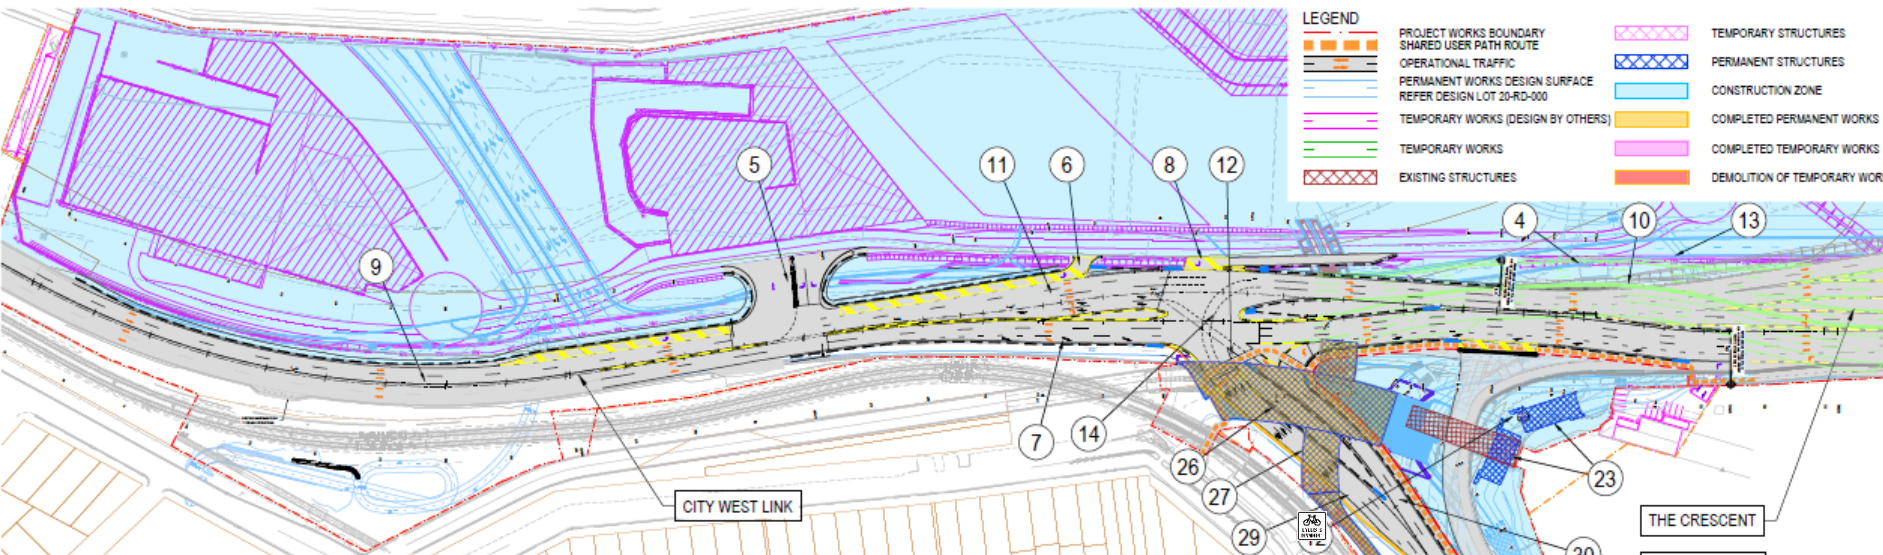 LEGEND
PROJECT WORKS BOUNDARY
SHARED USER PATH ROUTE
OPERATIONAL TRAFFIC
PERMANENT WORKS DESIGN SURFACE
REFER DESIGN LOT 20-RD-000
TEMPORARY WORKS (DESIGN BY OTHERS)
TEMPORARY WORKS
EXISTING STRUCTURES
TEMPORARY STRUCTURES
PERMANENT STRUCTURES
CONSTRUCTION ZONE
COMPLETED PERMANENT WORKS
COMPLETED TEMPORARY WORKS
DEMOLITION OF TEMPORARY WOR
5
11
6
8
12
4
10
13
9
7
14
26
27
29
23
CITY WEST LINK
THE CRESCENT